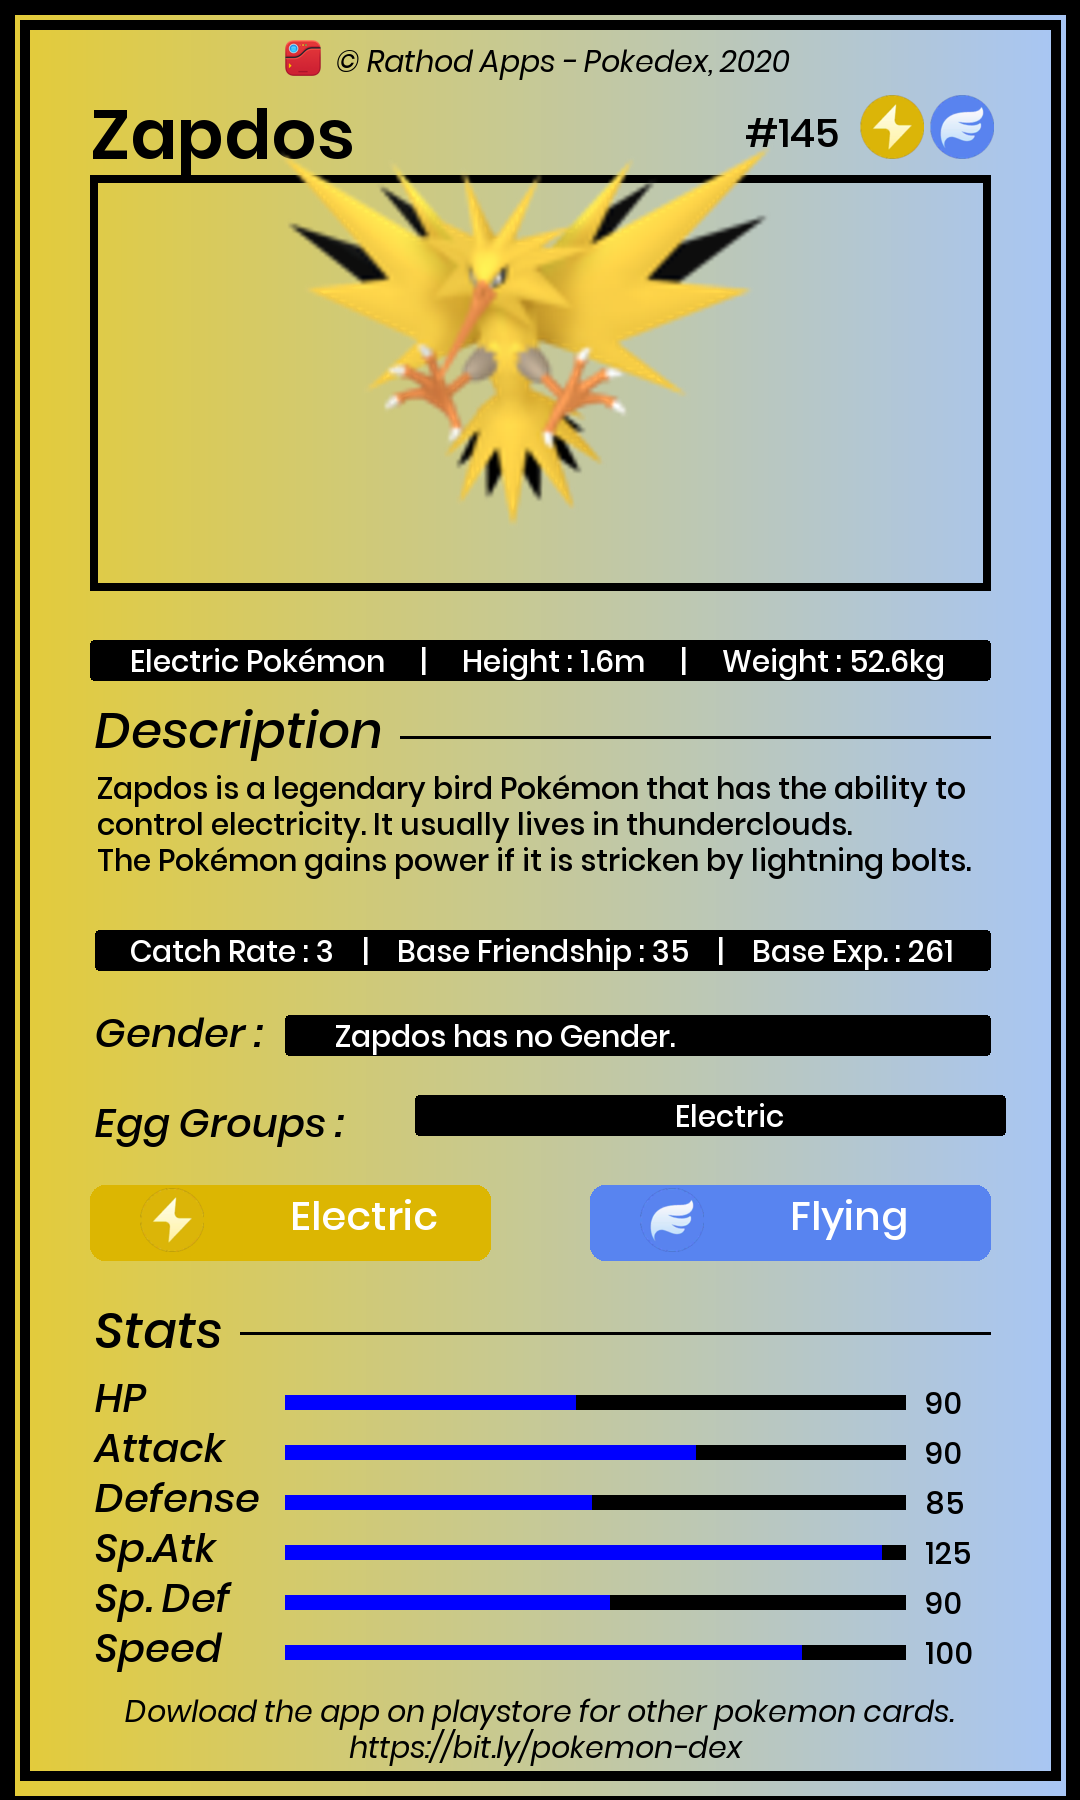 © Rathod Apps - Pokedex, 2020
Zapdos
#145
Electric Pokémon | Height : 1.6m | Weight : 52.6kg
Description
Zapdos is a legendary bird Pokémon that has the ability to
control electricity. It usually lives in thunderclouds.
The Pokémon gains power if it is stricken by lightning bolts.
Catch Rate : 3 | Base Friendship : 35 | Base Exp. : 261
Gender : Zapdos has no Gender.
Egg Groups : Electric
Electric Flying
Stats
HP 90
Attack 90
Defense 85
Sp.Atk 125
Sp. Def 90
Speed 100
Dowload the app on playstore for other pokemon cards.
https://bit.ly/pokemon-dex